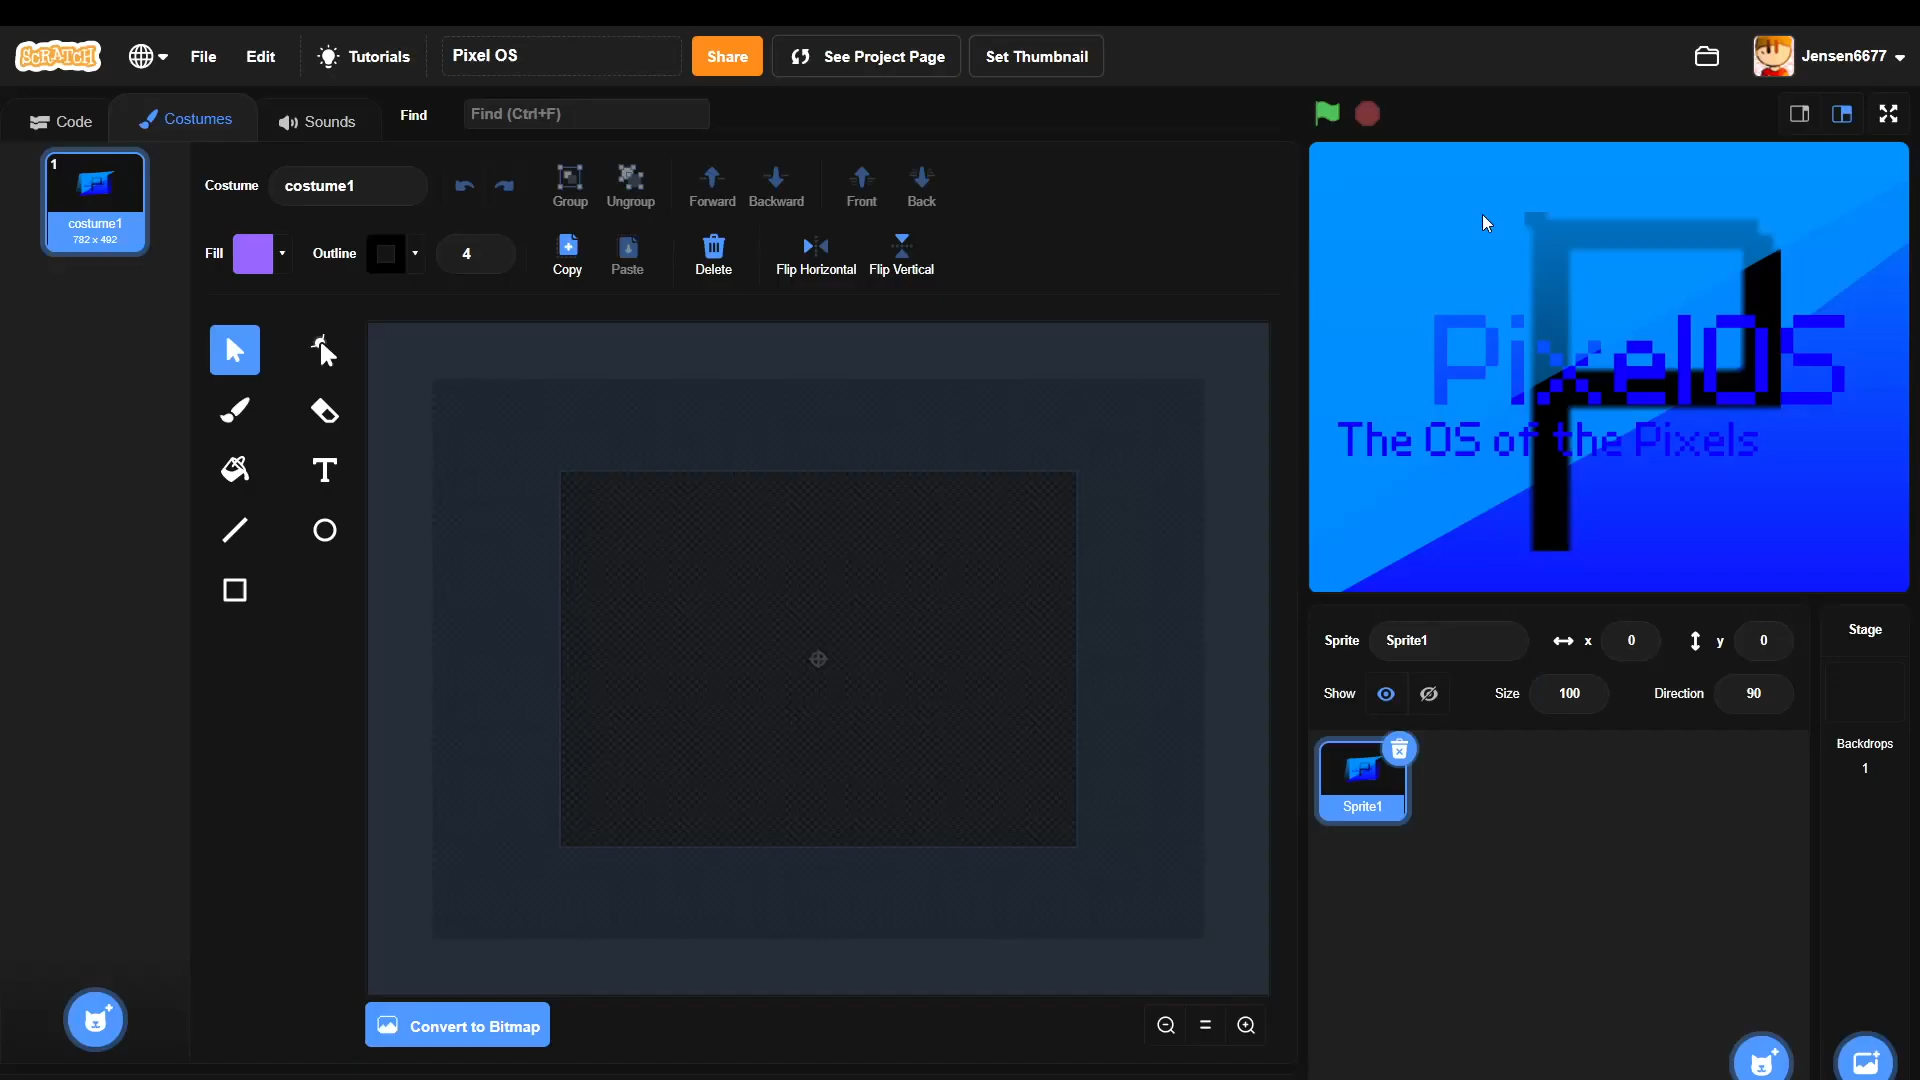 SCRATCH
File
Edit
Tutorials
Pixel OS
Share
See Project Page
Set Thumbnail
Jensen6677
Code
Costumes
Sounds
Find
Find (Ctrl+F)
1
costume1
782 x 492
Costume
costume1
Group
Ungroup
Forward
Backward
Front
Back
Fill
Outline
4
Copy
Paste
Delete
Flip Horizontal
Flip Vertical
T
PixelOS
The OS of the Pixels
Sprite
Sprite1
x
0
y
0
Show
Size
100
Direction
90
Sprite1
Stage
Backdrops
1
Convert to Bitmap